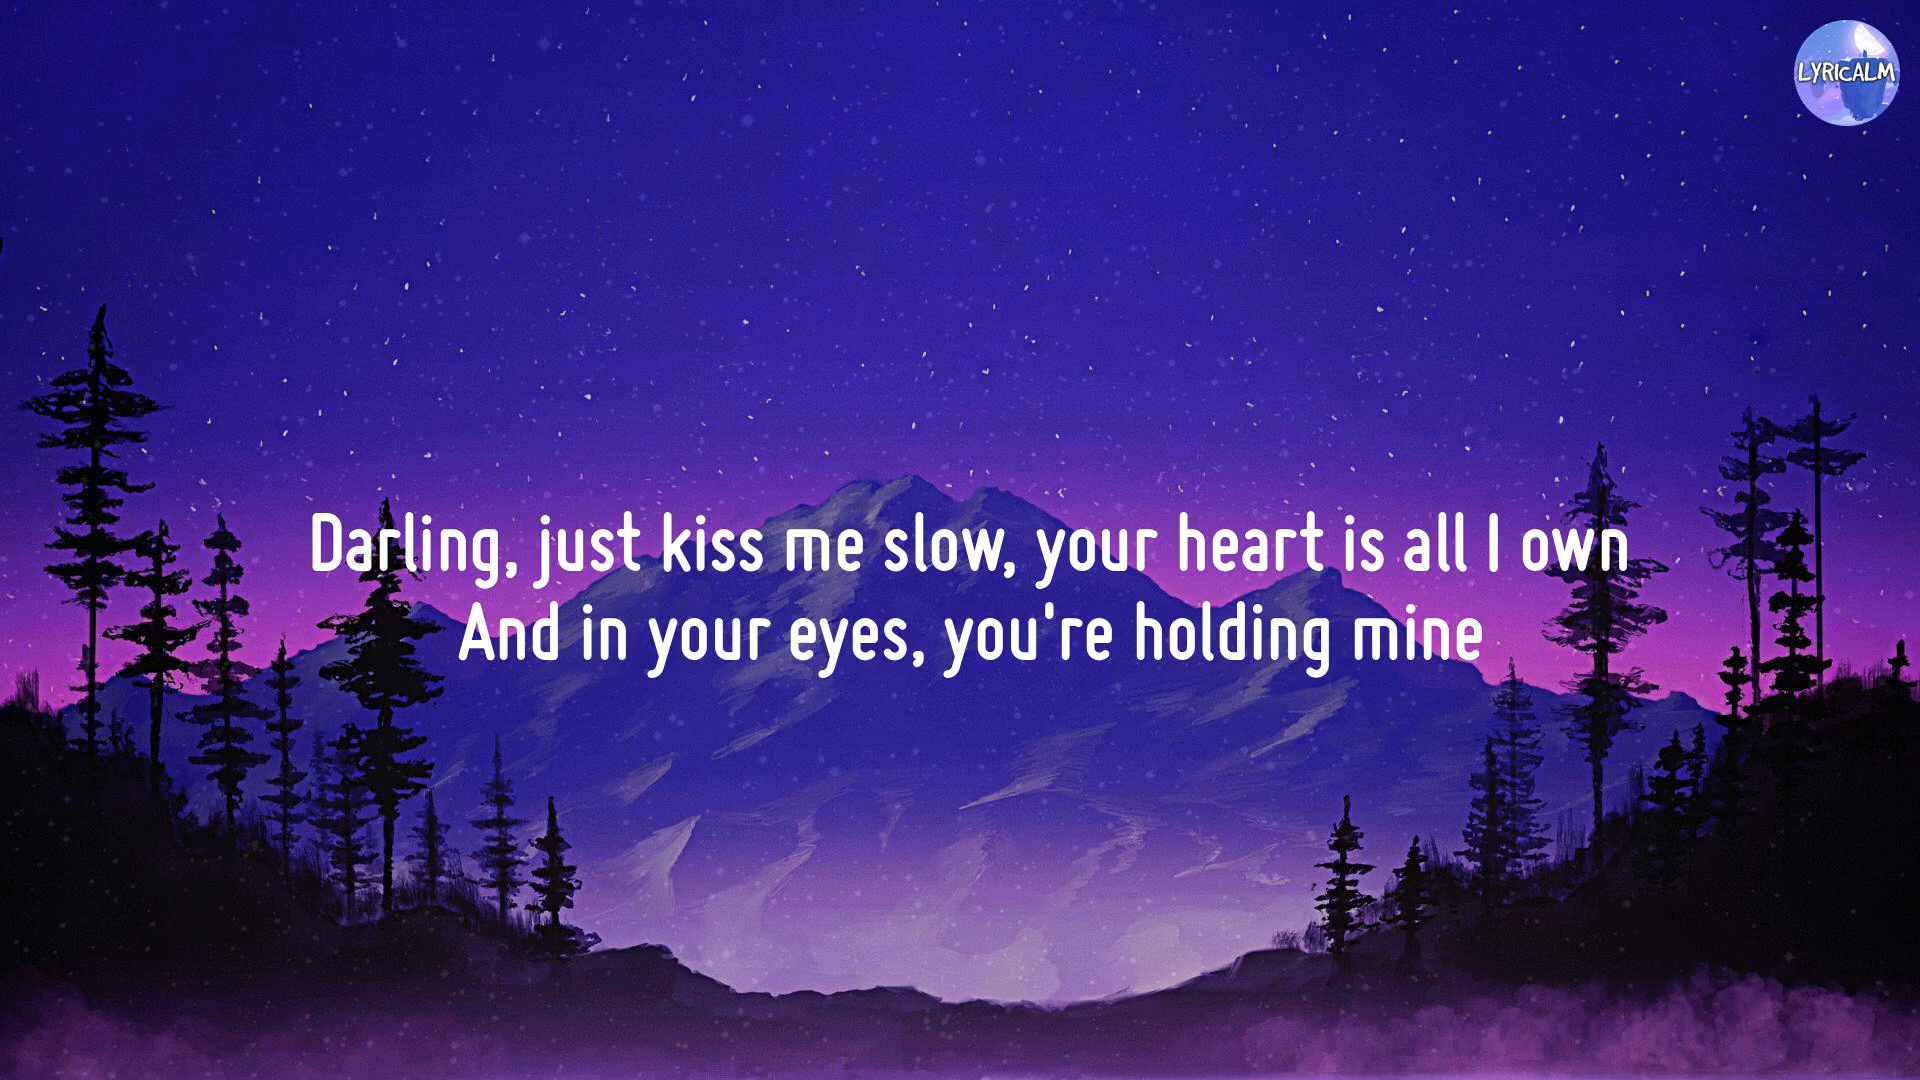 LYRICALM
Darling, just kiss me slow, your heart is all I own
And in your eyes, you're holding mine